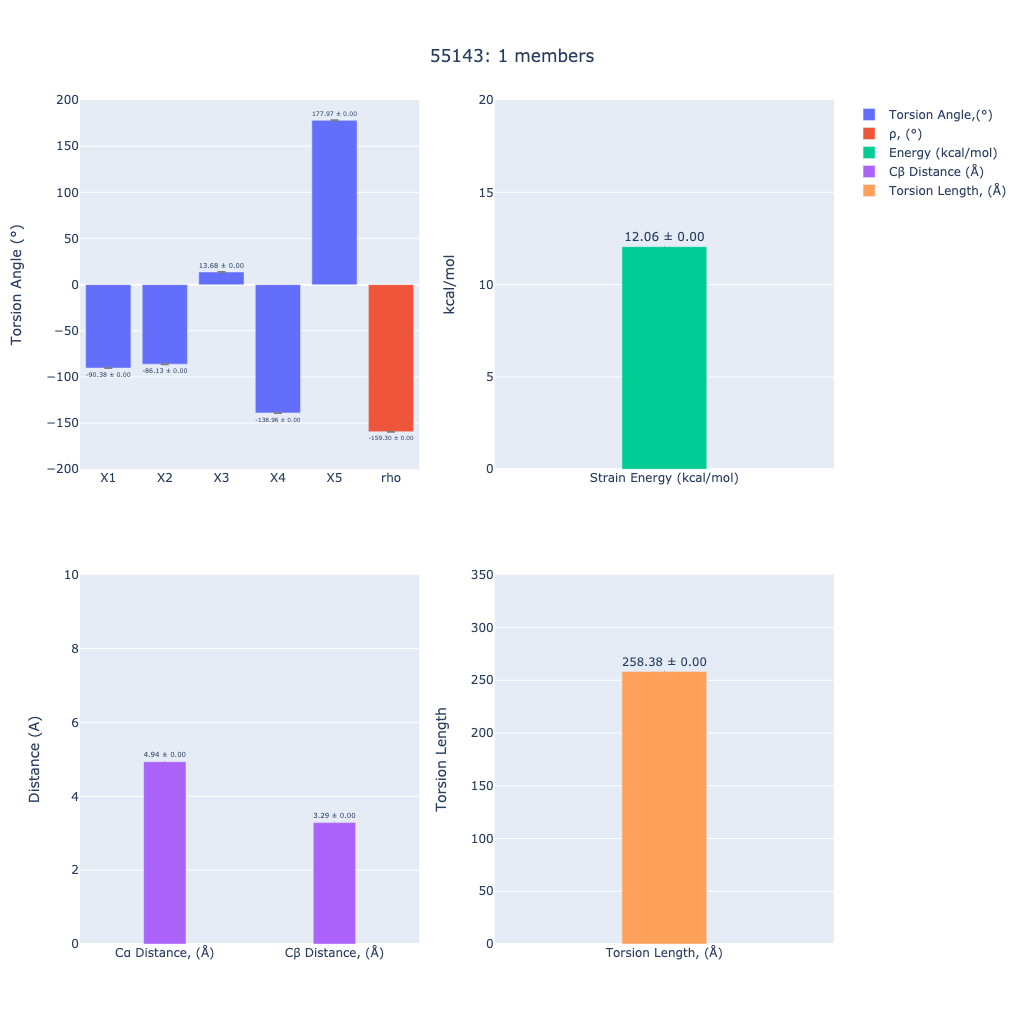 55143: 1 members
Torsion Angle (°)
200
150
100
50
0
−50
−100
−150
−200
-90.38 ± 0.00
-86.13 ± 0.00
13.68 ± 0.00
-138.96 ± 0.00
177.97 ± 0.00
-159.30 ± 0.00
X1 X2 X3 X4 X5 rho
kcal/mol
20
15
10
5
0
12.06 ± 0.00
Strain Energy (kcal/mol)
Torsion Angle,(°)
ρ, (°)
Energy (kcal/mol)
Cβ Distance (Å)
Torsion Length, (Å)
Distance (A)
10
8
6
4
2
0
4.94 ± 0.00
3.29 ± 0.00
Cα Distance, (Å) Cβ Distance, (Å)
Torsion Length
350
300
250
200
150
100
50
0
258.38 ± 0.00
Torsion Length, (Å)